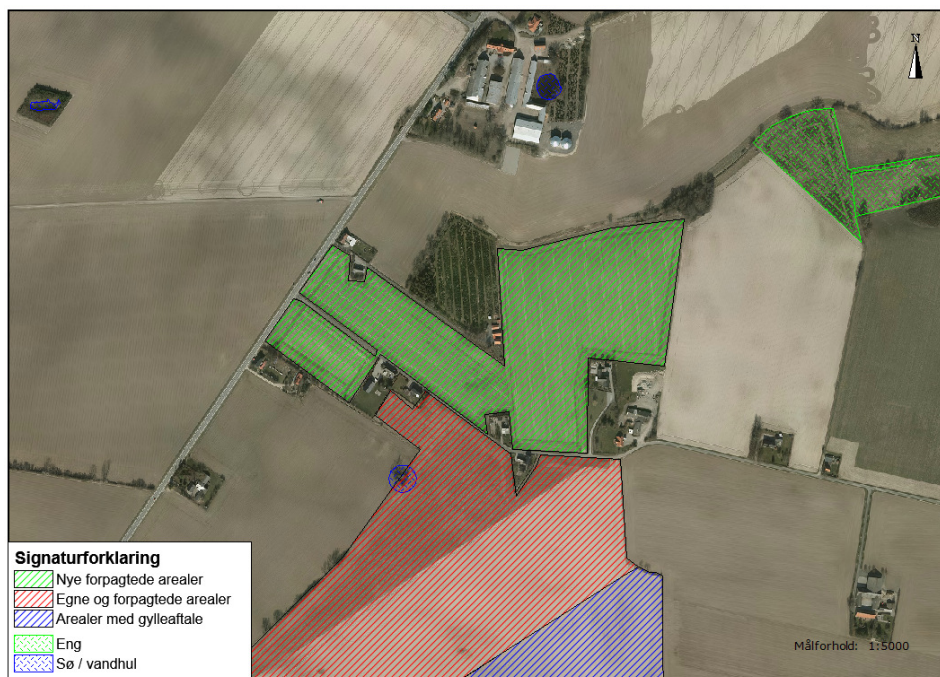 N
Signaturforklaring
Nye forpagtede arealer
Egne og forpagtede arealer
Arealer med gylleaftale
Eng
Sø / vandhul
Målforhold: 1:5000